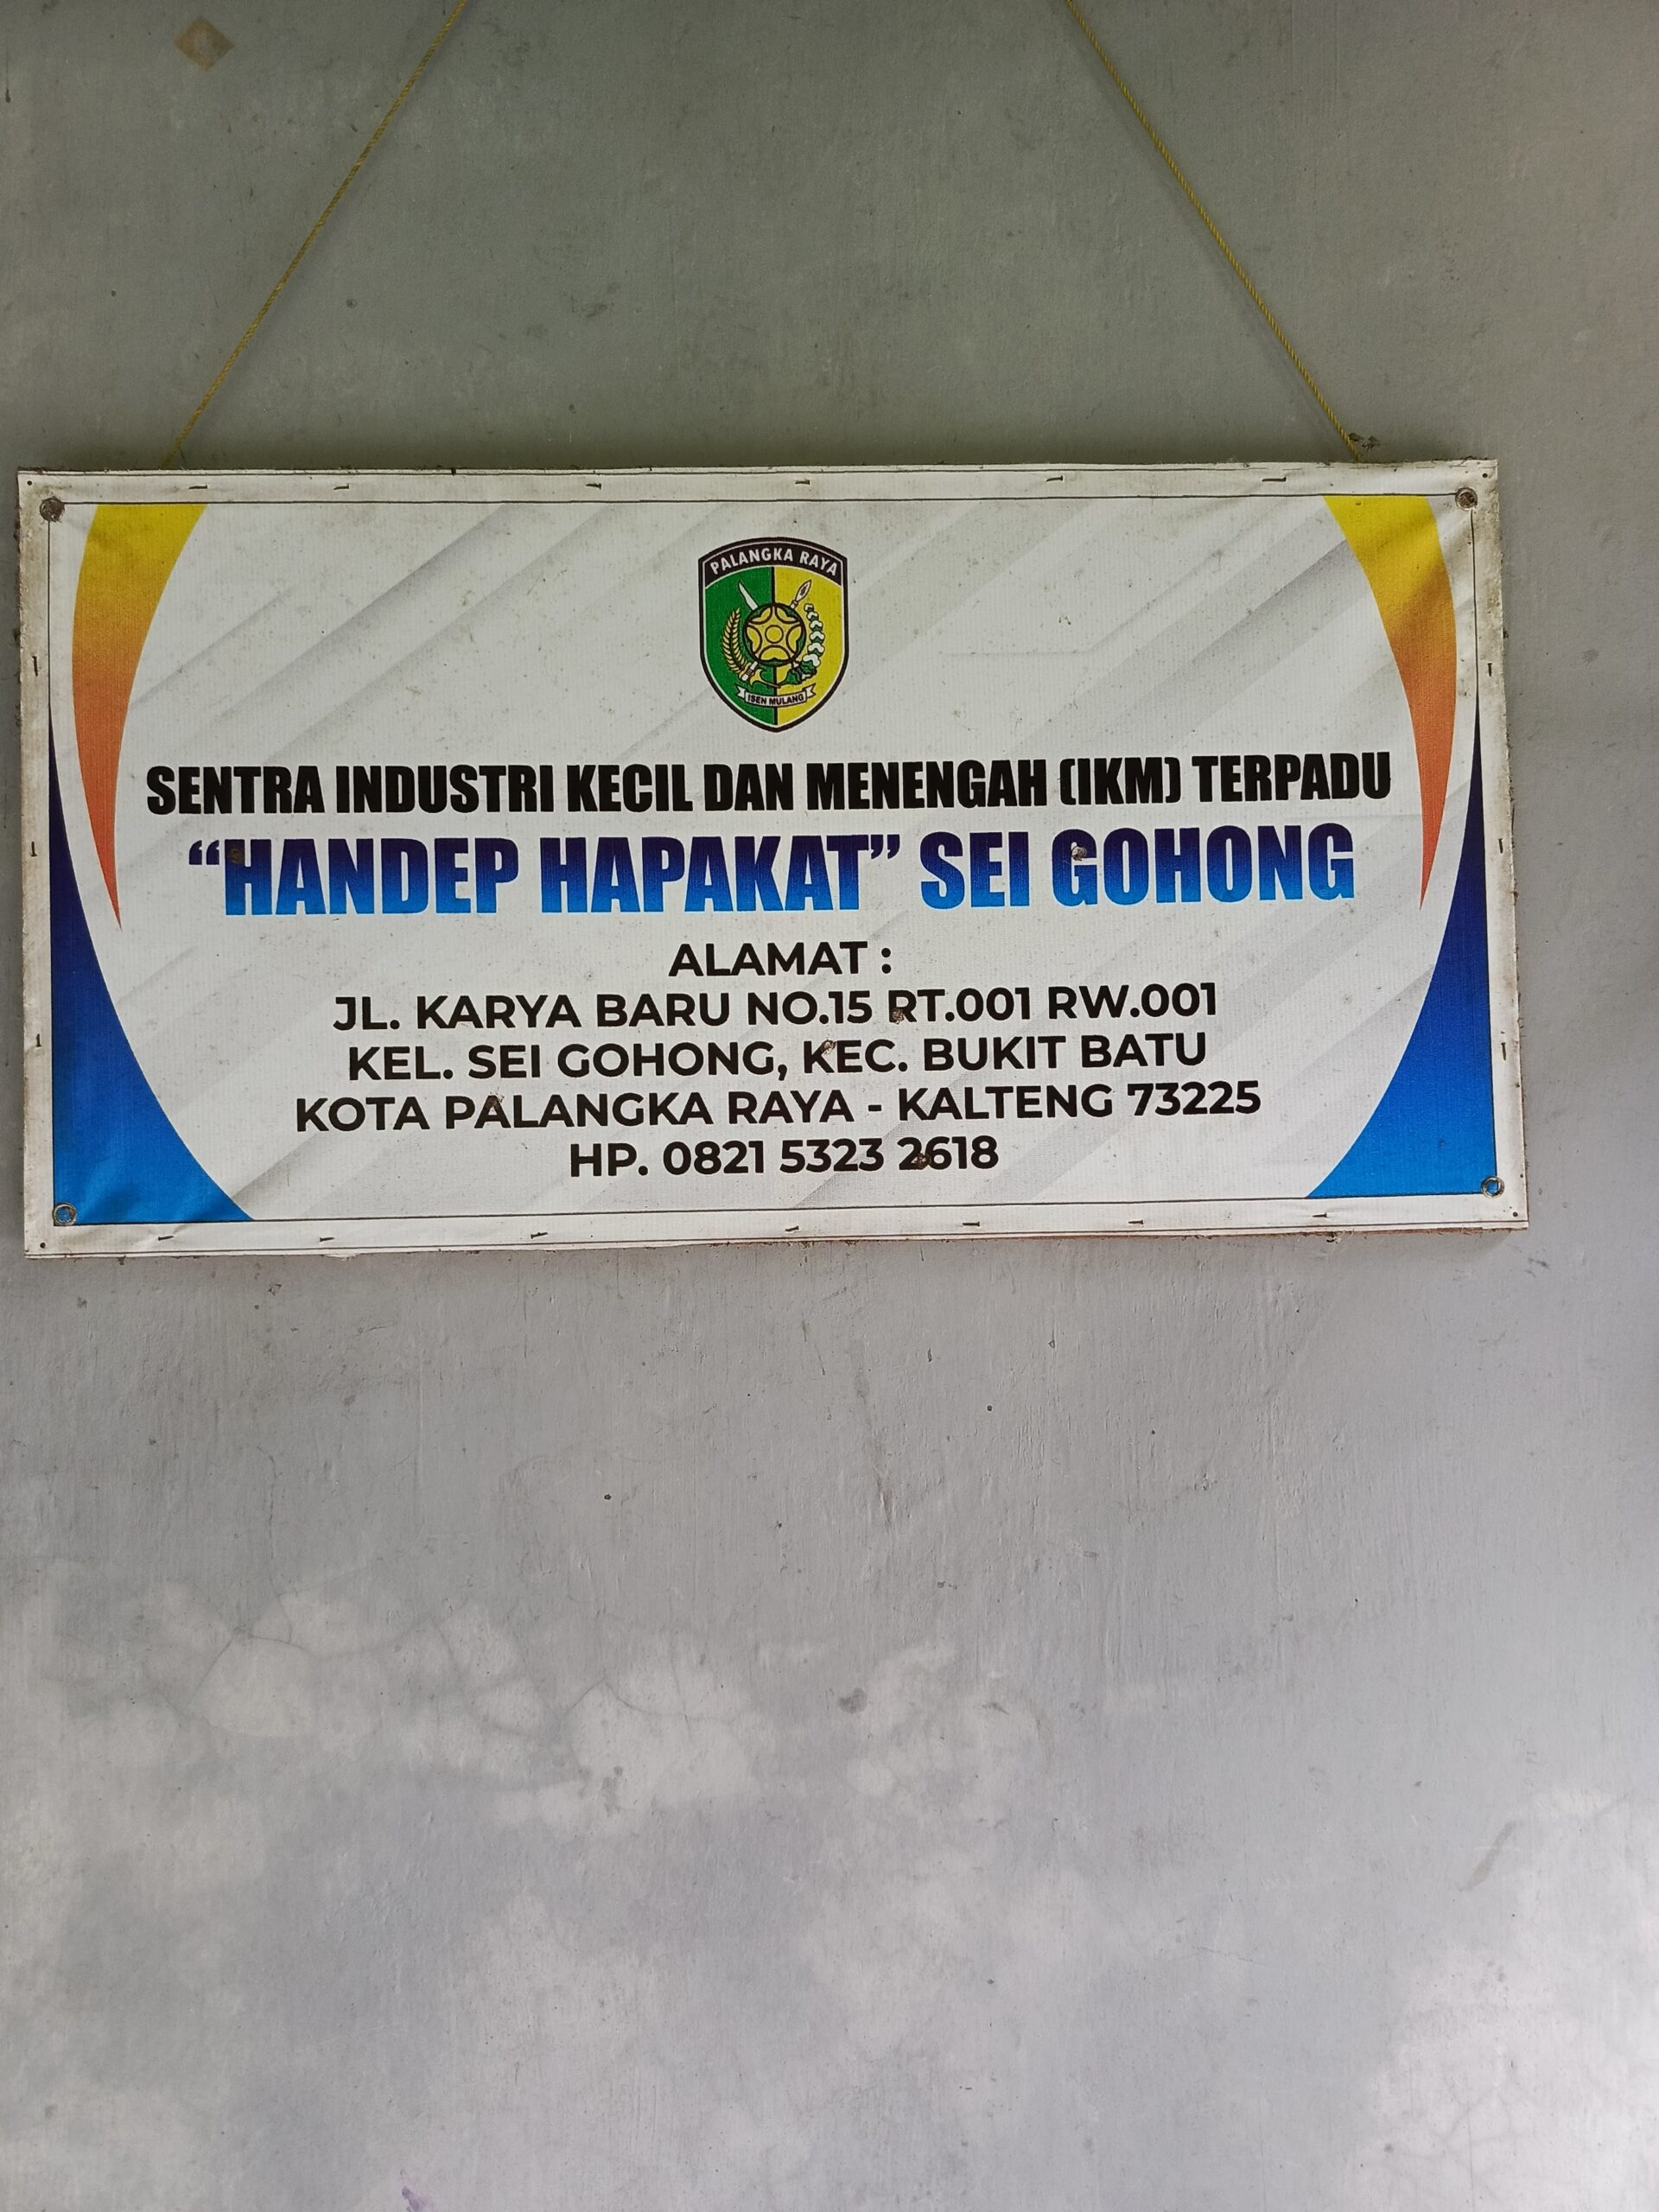 PALANGKA RAYA
ISEN MULANG
SENTRA INDUSTRI KECIL DAN MENENGAH (IKM) TERPADU
“HANDEP HAPAKAT” SEI GOHONG
ALAMAT :
JL. KARYA BARU NO.15 RT.001 RW.001
KEL. SEI GOHONG, KEC. BUKIT BATU
KOTA PALANGKA RAYA - KALTENG 73225
HP. 0821 5323 2618